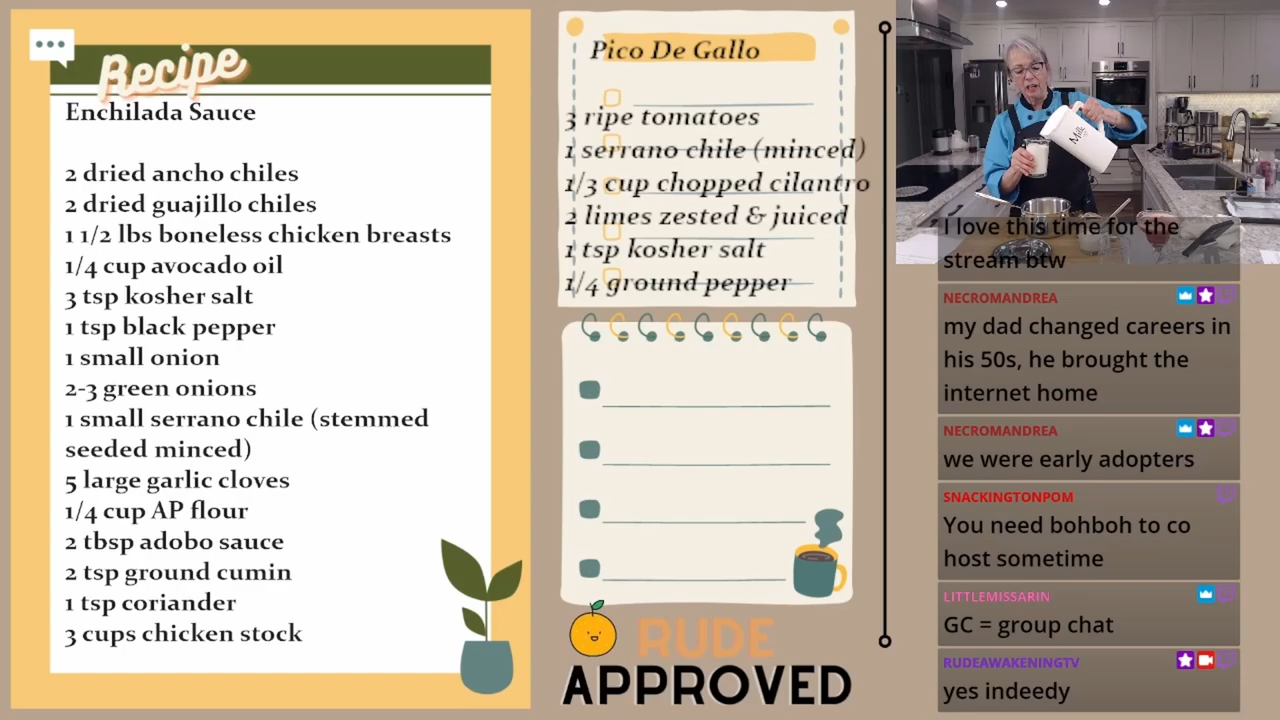 Recipe
Enchilada Sauce
2 dried ancho chiles
2 dried guajillo chiles
1 1/2 lbs boneless chicken breasts
1/4 cup avocado oil
3 tsp kosher salt
1 tsp black pepper
1 small onion
2-3 green onions
1 small serrano chile (stemmed
seeded minced)
5 large garlic cloves
1/4 cup AP flour
2 tbsp adobo sauce
2 tsp ground cumin
1 tsp coriander
3 cups chicken stock
Pico De Gallo
3 ripe tomatoes
1 serrano chile (minced)
1/3 cup chopped cilantro
2 limes zested & juiced
1 tsp kosher salt
1/4 ground pepper
RUDE
APPROVED
Milk
I love this time for the
stream btw
NECROMANDREA
my dad changed careers in
his 50s, he brought the
internet home
NECROMANDREA
we were early adopters
SNACKINGTONPOM
You need bohboh to co
host sometime
LITTLEMISSARIN
GC = group chat
RUDEAWAKENINGTV
yes indeedy